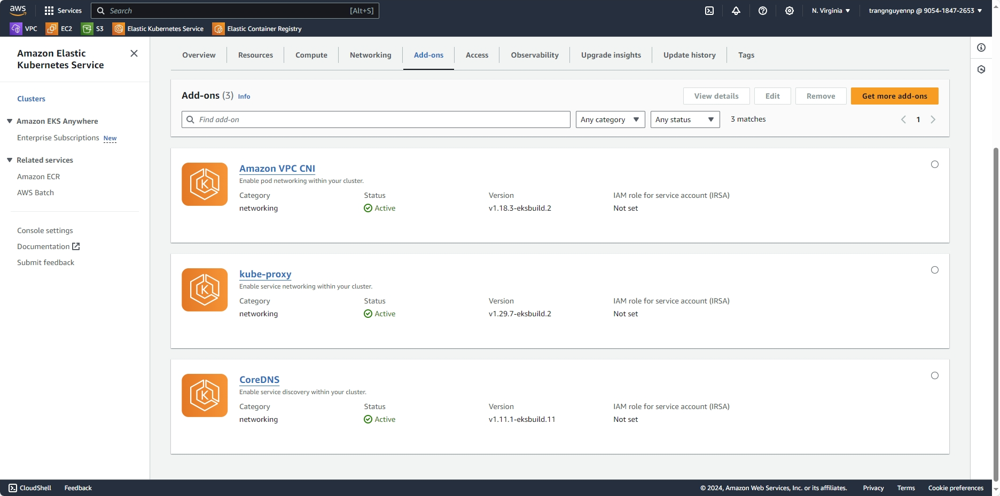 aws
Services
Search
[Alt+S]
N. Virginia
trangnguyennp @ 9054-1847-2653
VPC
EC2
S3
Elastic Kubernetes Service
Elastic Container Registry
Amazon Elastic
Kubernetes Service
Clusters
Amazon EKS Anywhere
Enterprise Subscriptions New
Related services
Amazon ECR
AWS Batch
Console settings
Documentation
Submit feedback
Overview
Resources
Compute
Networking
Add-ons
Access
Observability
Upgrade insights
Update history
Tags
Add-ons (3) Info
View details
Edit
Remove
Get more add-ons
Find add-on
Any category
Any status
3 matches
1
K
Amazon VPC CNI
Enable pod networking within your cluster.
Category
Status
Version
IAM role for service account (IRSA)
networking
Active
v1.18.3-eksbuild.2
Not set
K
kube-proxy
Enable service networking within your cluster.
Category
Status
Version
IAM role for service account (IRSA)
networking
Active
v1.29.7-eksbuild.2
Not set
K
CoreDNS
Enable service discovery within your cluster.
Category
Status
Version
IAM role for service account (IRSA)
networking
Active
v1.11.1-eksbuild.11
Not set
CloudShell
Feedback
© 2024, Amazon Web Services, Inc. or its affiliates.
Privacy
Terms
Cookie preferences